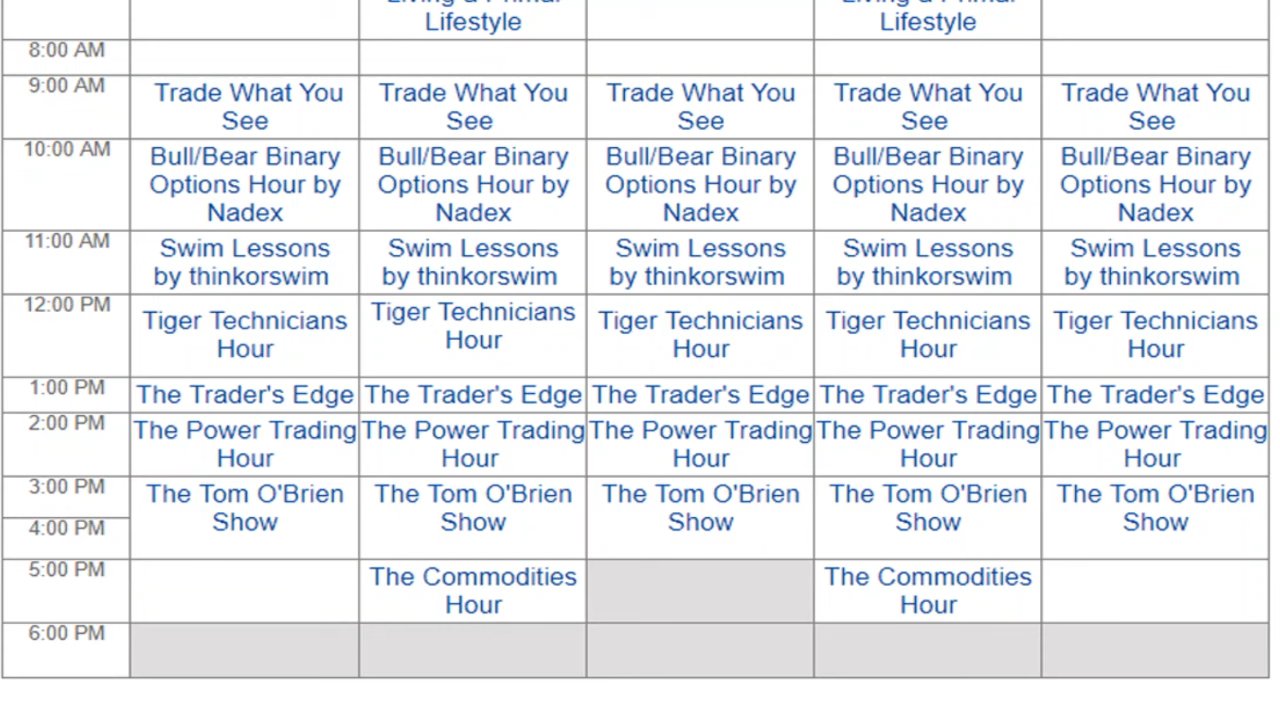 Living a Primal Living a Primal
Lifestyle Lifestyle
8:00 AM
9:00 AM
Trade What You Trade What You Trade What You Trade What You Trade What You
See See See See See
10:00 AM
Bull/Bear Binary Bull/Bear Binary Bull/Bear Binary Bull/Bear Binary Bull/Bear Binary
Options Hour by Options Hour by Options Hour by Options Hour by Options Hour by
Nadex Nadex Nadex Nadex Nadex
11:00 AM
Swim Lessons Swim Lessons Swim Lessons Swim Lessons Swim Lessons
by thinkorswim by thinkorswim by thinkorswim by thinkorswim by thinkorswim
12:00 PM
Tiger Technicians Tiger Technicians Tiger Technicians Tiger Technicians Tiger Technicians
Hour Hour Hour Hour Hour
1:00 PM
The Trader's Edge The Trader's Edge The Trader's Edge The Trader's Edge The Trader's Edge
2:00 PM
The Power Trading The Power Trading The Power Trading The Power Trading The Power Trading
Hour Hour Hour Hour Hour
3:00 PM
The Tom O'Brien The Tom O'Brien The Tom O'Brien The Tom O'Brien The Tom O'Brien
Show Show Show Show Show
4:00 PM
5:00 PM
The Commodities The Commodities
Hour Hour
6:00 PM